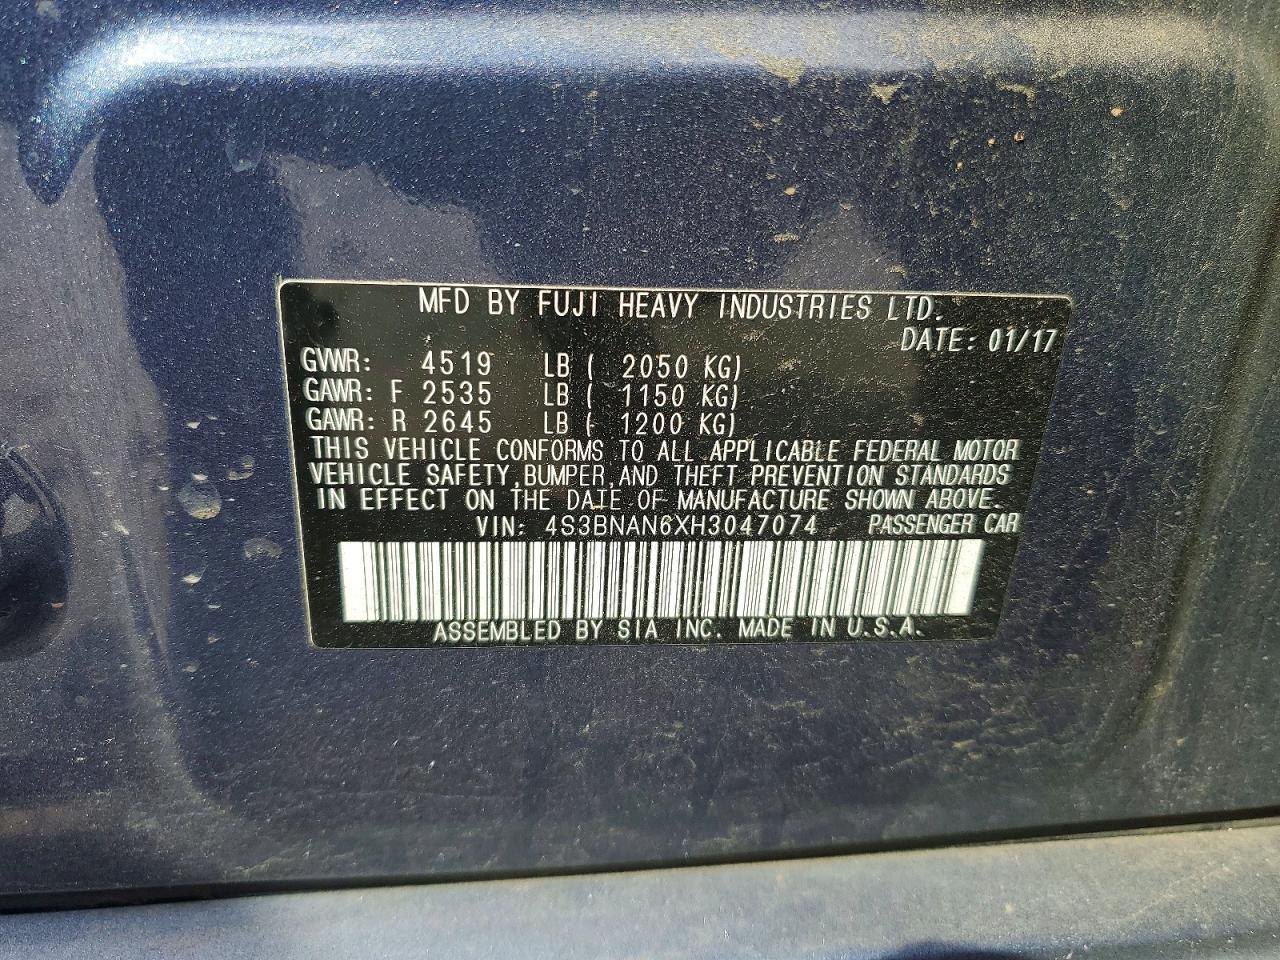 MFD BY FUJI HEAVY INDUSTRIES LTD.
DATE: 01/17
GVWR: 4519 LB ( 2050 KG)
GAWR: F 2535 LB ( 1150 KG)
GAWR: R 2645 LB ( 1200 KG)
THIS VEHICLE CONFORMS TO ALL APPLICABLE FEDERAL MOTOR
VEHICLE SAFETY,BUMPER,AND THEFT PREVENTION STANDARDS
IN EFFECT ON THE DATE OF MANUFACTURE SHOWN ABOVE.
VIN: 4S3BNAN6XH3047074 PASSENGER CAR
ASSEMBLED BY SIA INC. MADE IN U.S.A.